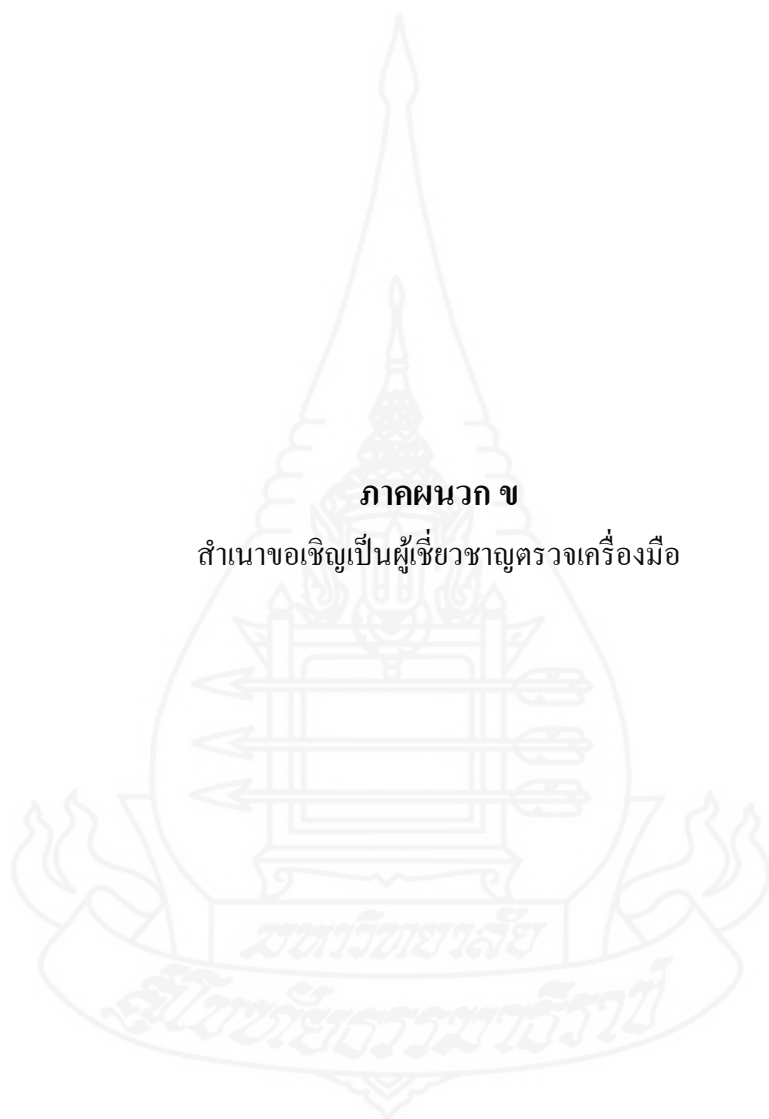 ภาคผนวก ข
สำเนาขอเชิญเป็นผู้เชี่ยวชาญตรวจเครื่องมือ
มหาวิทยาลัย
สุโขทัยธรรมาธิราช